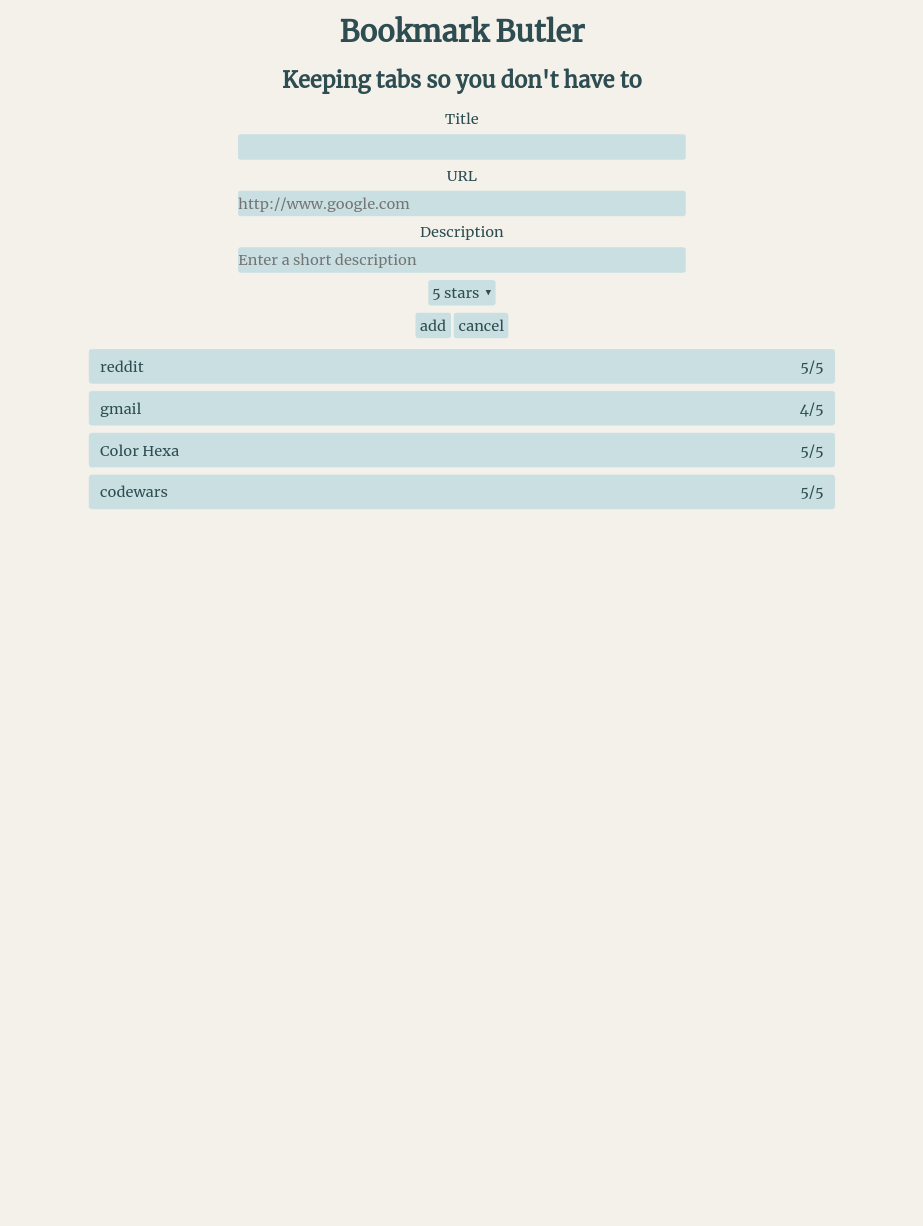 Bookmark Butler
Keeping tabs so you don't have to
Title
URL
http://www.google.com
Description
Enter a short description
5 stars ▾
add cancel
reddit 5/5
gmail 4/5
Color Hexa 5/5
codewars 5/5